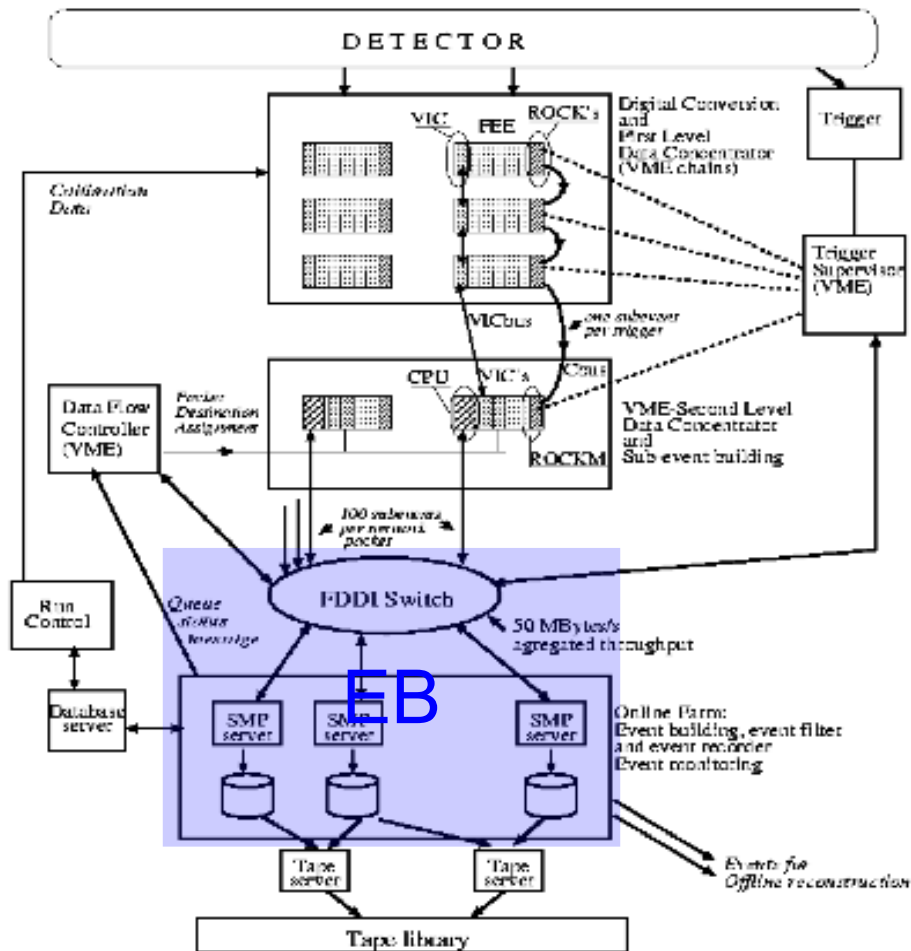 DETECTOR
VIC
FEE
ROCK's
Digital Conversion
and
First Level
Data Concentrator
(VME chains)
Trigger
Calibration
Data
Trigger
Supervisor
(VME)
VICbus
one subevent
per trigger
Cbus
CPU
VIC's
Data Flow
Controller
(VME)
Packet
Destination
Assignment
VME-Second Level
Data Concentrator
and
Sub-event building
ROCKM
100 subevents
per network
packet
FDDI Switch
Queue
status
message
Run
Control
50 MBytes/s
agregated throughput
EB
Database
server
SMP
server
SMP
server
SMP
server
Online Farm:
Event building, event filter
and event recorder
Event monitoring
Tape
server
Tape
server
Events for
Offline reconstruction
Tape library